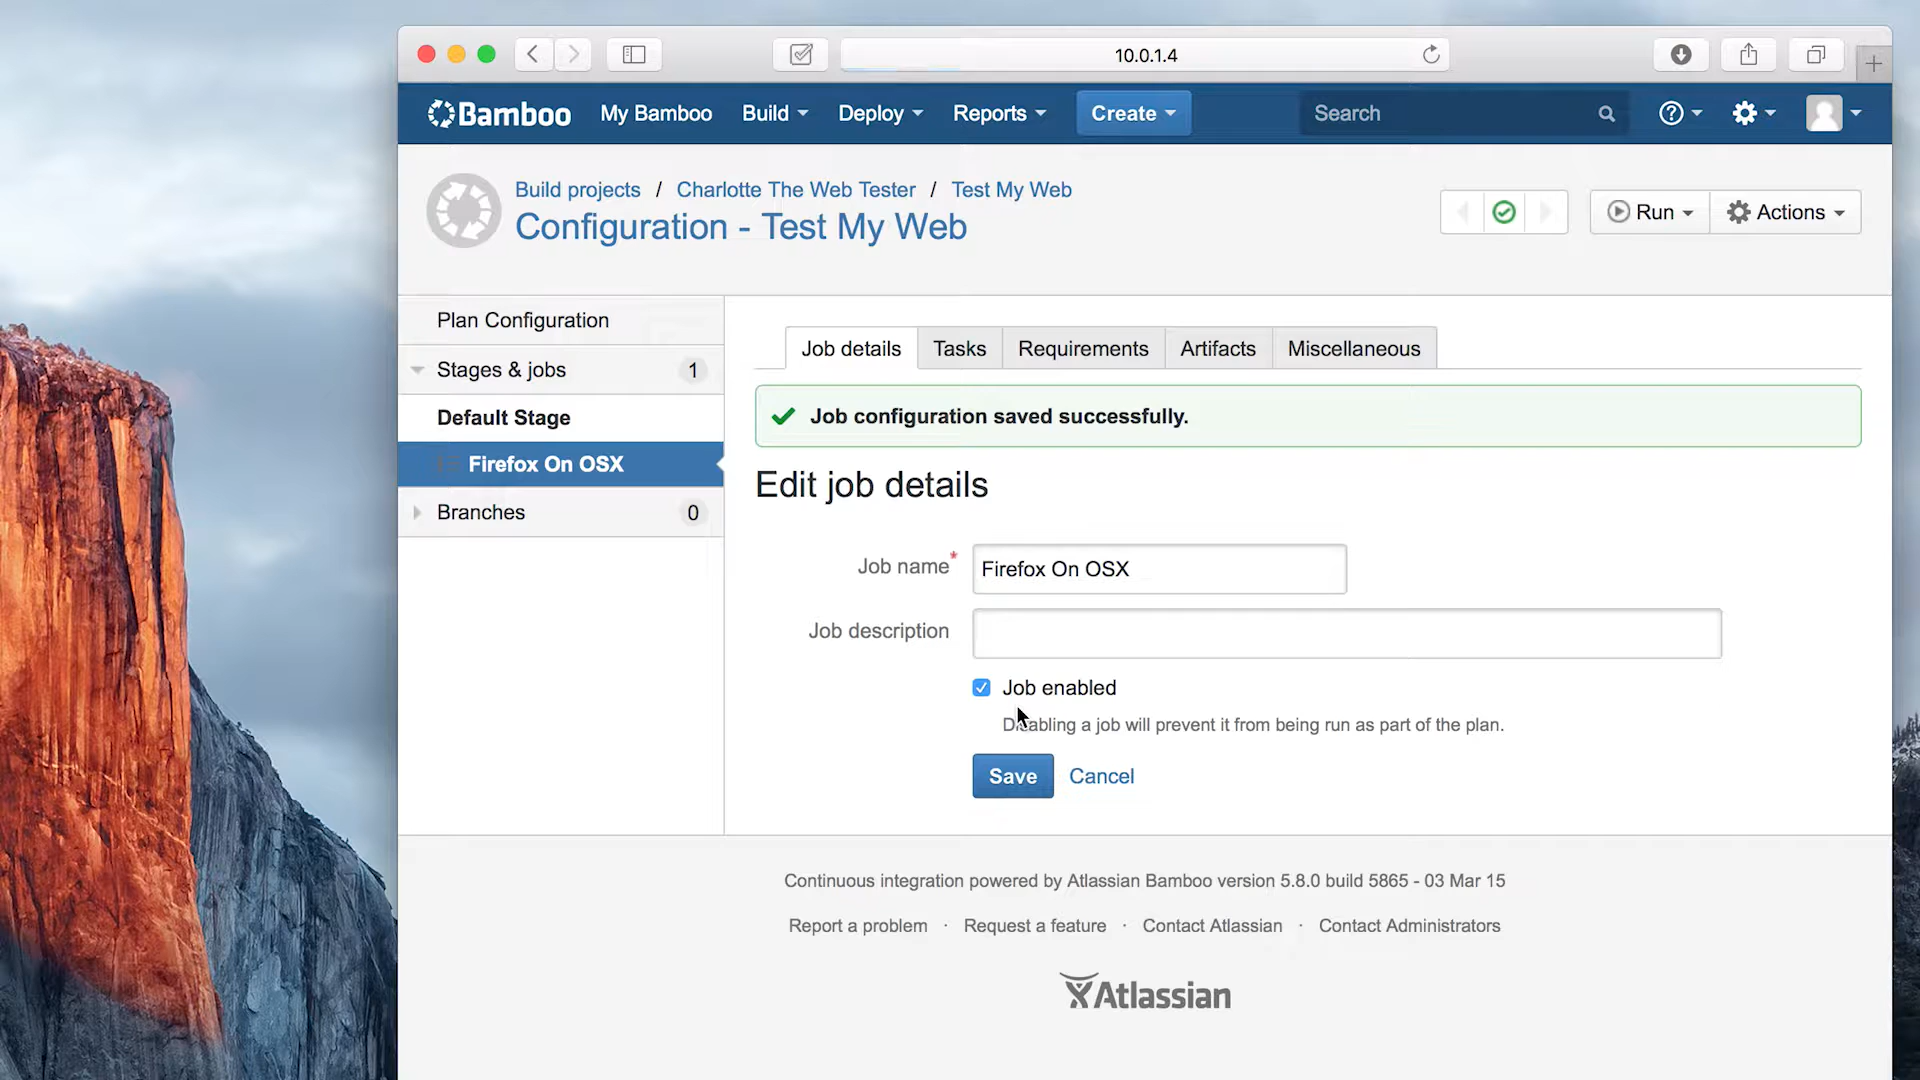 10.0.1.4
Bamboo My Bamboo Build Deploy Reports Create Search
Build projects / Charlotte The Web Tester / Test My Web
Configuration - Test My Web
Run Actions
Plan Configuration
Stages & jobs 1
Default Stage
Firefox On OSX
Branches 0
Job details Tasks Requirements Artifacts Miscellaneous
Job configuration saved successfully.
Edit job details
Job name* Firefox On OSX
Job description
Job enabled
Disabling a job will prevent it from being run as part of the plan.
Save Cancel
Continuous integration powered by Atlassian Bamboo version 5.8.0 build 5865 - 03 Mar 15
Report a problem · Request a feature · Contact Atlassian · Contact Administrators
Atlassian